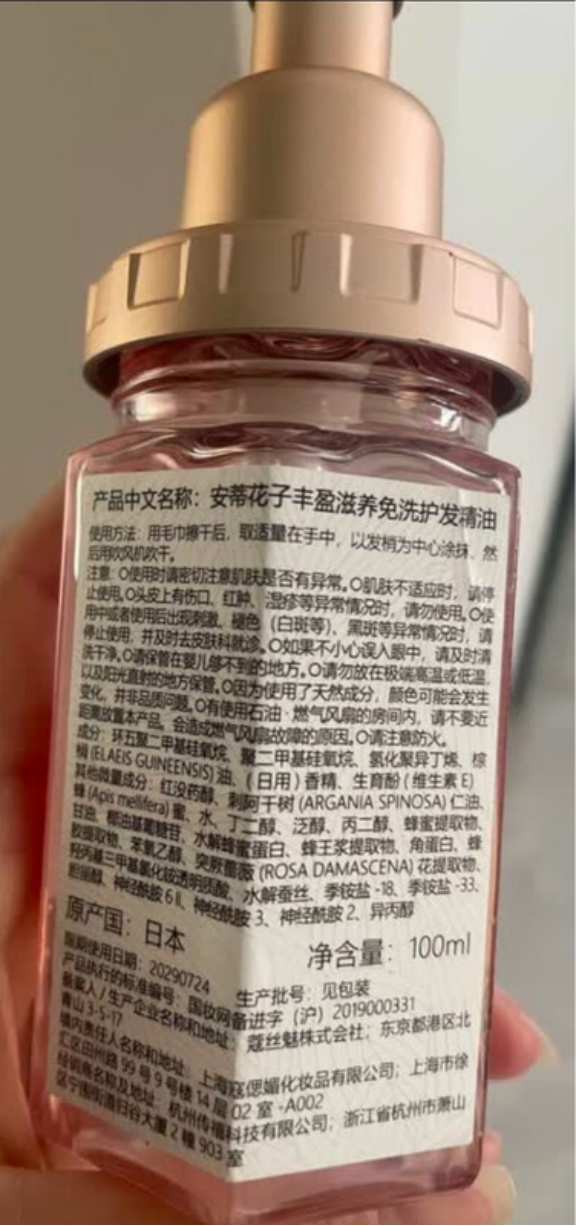 产品中文名称：安蒂花子丰盈滋养免洗护发精油
使用方法：用毛巾擦干后，取适量在手中，以发梢为中心涂抹，然
后用吹风机吹干。
注意：O使用时请密切注意肌肤是否有异常。O肌肤不适应时，请停
止使用。O头皮上有伤口、红肿、湿疹等异常情况时，请勿使用。O使
用中或者使用后出现刺激、褪色（白斑等）、黑斑等异常情况时，请
停止使用，并及时去皮肤科就诊。O如果不小心误入眼中，请及时清
洗干净。O请保管在婴儿够不到的地方。O请勿放在极端高温或低温，
以及阳光直射的地方保管。O因为使用了天然成分，颜色可能会发生
变化，并非品质问题。O有使用石油·燃气风扇的房间内，请不要近
距离放置本产品，会造成燃气风扇故障的原因。O请注意防火。
成分：环五聚二甲基硅氧烷、聚二甲基硅氧烷、氢化聚异丁烯、棕
榈 (ELAEIS GUINEENSIS) 油、（日用）香精、生育酚（维生素 E）
其他微量成分：红没药醇、刺阿干树 (ARGANIA SPINOSA) 仁油、
蜂 (Apis mellifera) 蜜、水、丁二醇、泛醇、丙二醇、蜂蜜提取物、
甘油、椰油基葡糖苷、水解蜂蜜蛋白、蜂王浆提取物、角蛋白、蜂
胶提取物、苯氧乙醇、突厥蔷薇 (ROSA DAMASCENA) 花提取物、
羟丙基三甲基氯化铵透明质酸、水解蚕丝、季铵盐 -18、季铵盐 -33、
胆甾醇、神经酰胺 6 II、神经酰胺 3、神经酰胺 2、异丙醇
原产国：日本 净含量：100ml
限期使用日期：20290724 生产批号：见包装
产品执行的标准编号：国妆网备进字（沪）2019000331
备案人/生产企业名称和地址：蔻丝魅株式会社；东京都港区北
青山 3-5-17
境内责任人名称和地址：上海寇偲媚化妆品有限公司；上海市徐
汇区田州路 99 号 9 号楼 14 层 02 室 -A002
经销商名称及地址：杭州传福科技有限公司；浙江省杭州市萧山
区宁围街道归谷大厦 2 幢 903 室